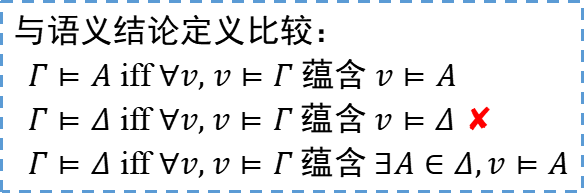 与语义结论定义比较：
Γ ⊨ A iff ∀v, v ⊨ Γ 蕴含 v ⊨ A
Γ ⊨ Δ iff ∀v, v ⊨ Γ 蕴含 v ⊨ Δ ✘
Γ ⊨ Δ iff ∀v, v ⊨ Γ 蕴含 ∃A ∈ Δ, v ⊨ A